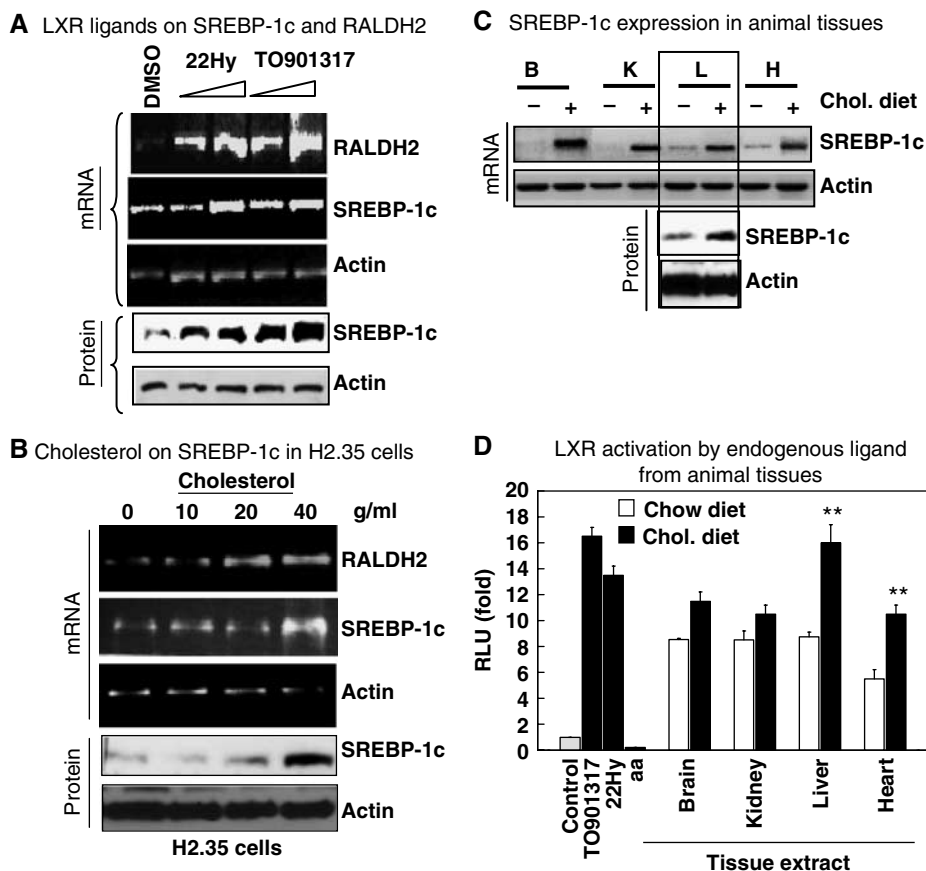 A LXR ligands on SREBP-1c and RALDH2
DMSO
22Hy TO901317
mRNA
RALDH2
SREBP-1c
Actin
Protein
SREBP-1c
Actin
B Cholesterol on SREBP-1c in H2.35 cells
Cholesterol
0 10 20 40 g/ml
mRNA
RALDH2
SREBP-1c
Actin
Protein
SREBP-1c
Actin
H2.35 cells
C SREBP-1c expression in animal tissues
B K L H
– + – + – + – + Chol. diet
mRNA
SREBP-1c
Actin
Protein
SREBP-1c
Actin
D LXR activation by endogenous ligand
from animal tissues
RLU (fold)
20
18
16
14
12
10
8
6
4
2
0
Chow diet
Chol. diet
**
**
Control
TO901317
22Hy
aa
Brain
Kidney
Liver
Heart
Tissue extract